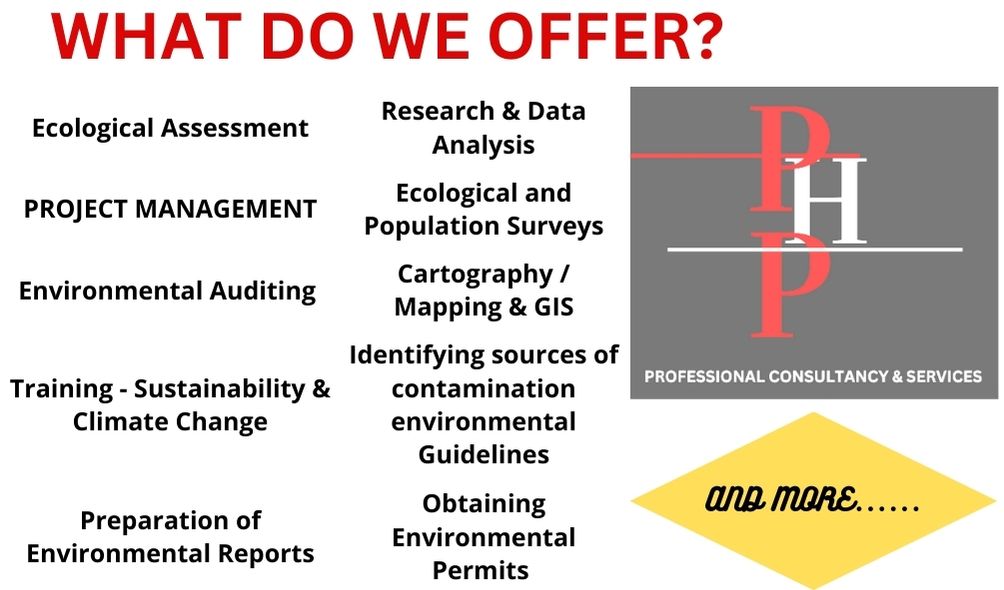 WHAT DO WE OFFER?
Ecological Assessment
PROJECT MANAGEMENT
Environmental Auditing
Training - Sustainability &
Climate Change
Preparation of
Environmental Reports
Research & Data
Analysis
Ecological and
Population Surveys
Cartography /
Mapping & GIS
Identifying sources of
contamination
environmental
Guidelines
Obtaining
Environmental
Permits
P
H
P
PROFESSIONAL CONSULTANCY & SERVICES
AND MORE......